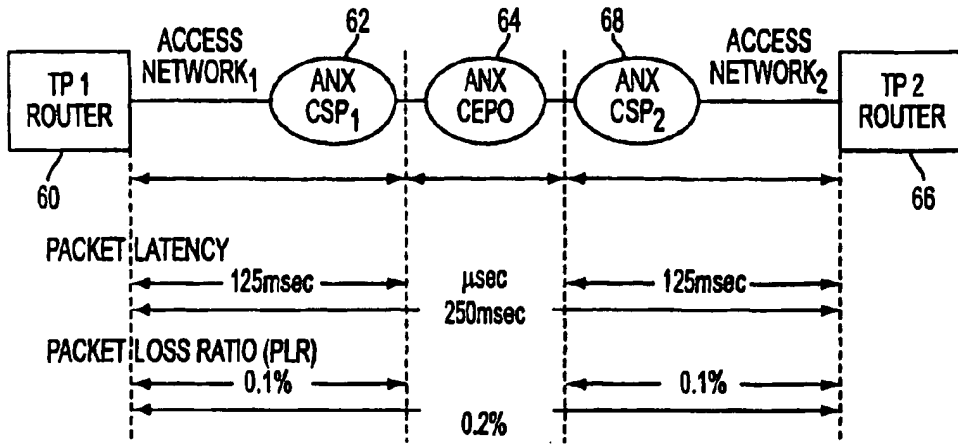 62
64
68
ACCESS
NETWORK1
ACCESS
NETWORK2
TP 1
ROUTER
ANX
CSP1
ANX
CEPO
ANX
CSP2
TP 2
ROUTER
60
66
PACKET LATENCY
125msec
µsec
125msec
250msec
PACKET LOSS RATIO (PLR)
0.1%
0.1%
0.2%